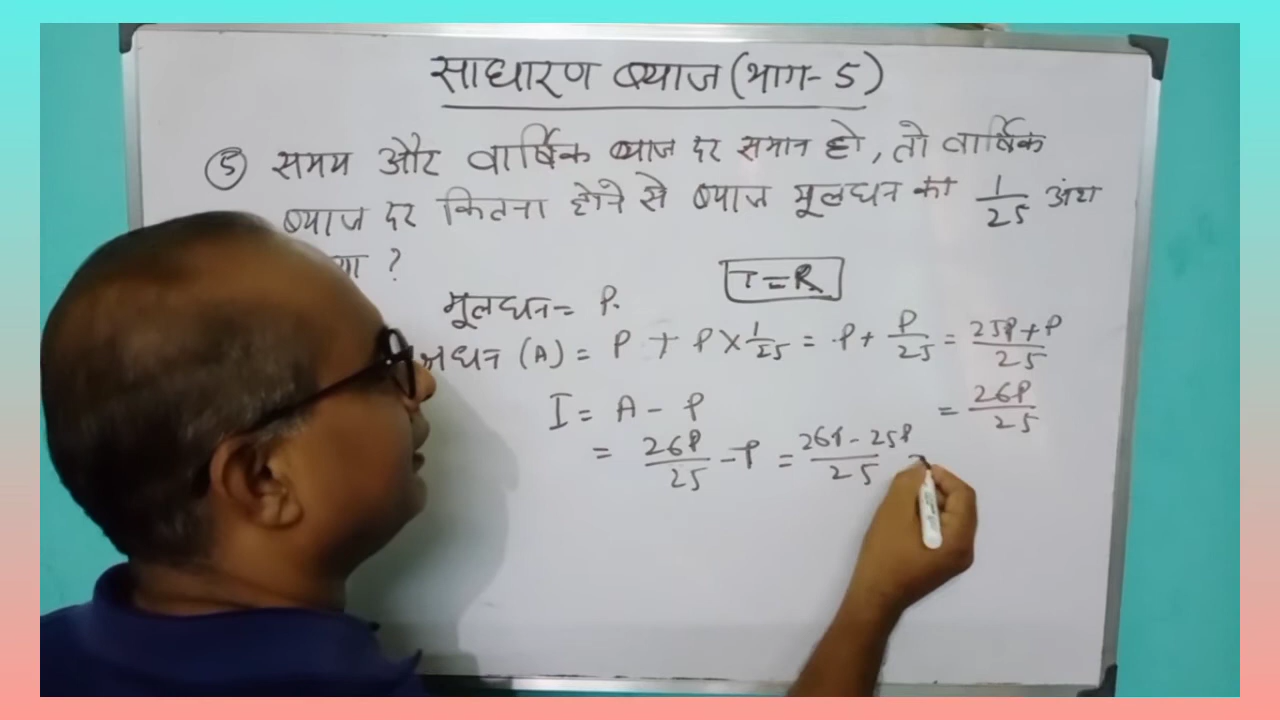 साधारण ब्याज (भाग- 5)
5 समय और वार्षिक ब्याज दर समान हो, तो वार्षिक
ब्याज दर कितना होने से ब्याज मूलधन का 1/25 अंश
?
मूलधन = P.
T = R
(A) = P + P × 1/25 = P + P/25 = 25P + P/25
= 26P/25
I = A - P
= 26P/25 - P = 26P - 25P/25